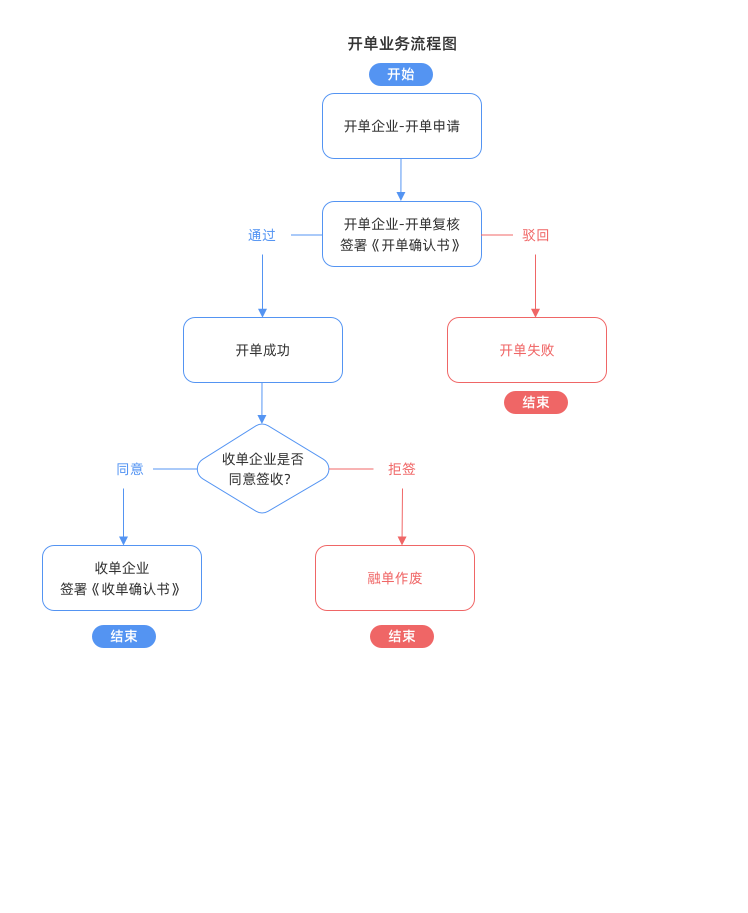 开单业务流程图
开始
开单企业-开单申请
开单企业-开单复核
签署《开单确认书》
通过
驳回
开单成功
开单失败
结束
收单企业是否
同意签收?
同意
拒签
收单企业
签署《收单确认书》
融单作废
结束
结束